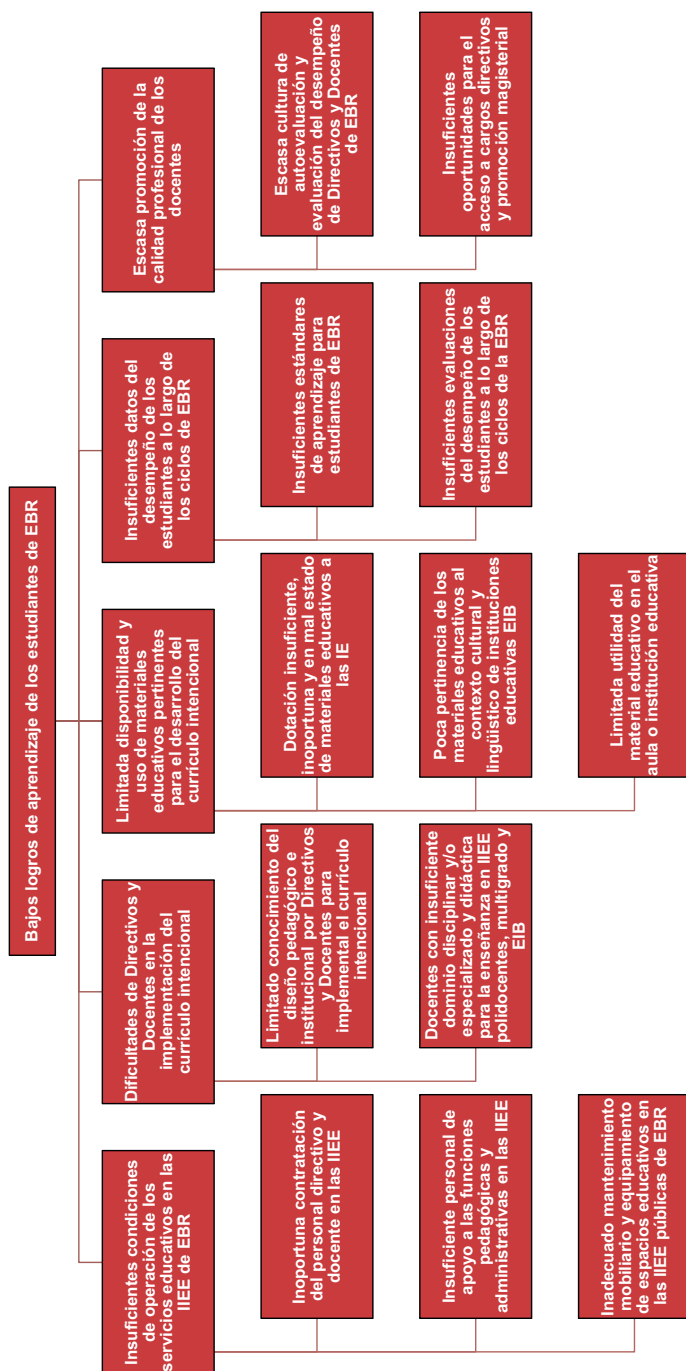 Bajos logros de aprendizaje de los estudiantes de EBR
Insuficientes condiciones
de operación de los
servicios educativos en las
IIEE de EBR
Inoportuna contratación
del personal directivo y
docente en las IIEE
Insuficiente personal de
apoyo a las funciones
pedagógicas y
administrativas en las IIEE
Inadecuado mantenimiento
mobiliario y equipamiento
de espacios educativos en
las IIEE públicas de EBR
Dificultades de Directivos y
Docentes en la
implementación del
currículo intencional
Limitado conocimiento del
diseño pedagógico e
institucional por Directivos
y Docentes para
implemental el currículo
intencional
Docentes con insuficiente
dominio disciplinar y/o
especializado y didáctica
para la enseñanza en IIEE
polidocentes, multigrado y
EIB
Limitada disponibilidad y
uso de materiales
educativos pertinentes
para el desarrollo del
currículo intencional
Dotación insuficiente,
inoportuna y en mal estado
de materiales educativos a
las IE
Poca pertinencia de los
materiales educativos al
contexto cultural y
lingüístico de instituciones
educativas EIB
Limitada utilidad del
material educativo en el
aula o institución educativa
Insuficientes datos del
desempeño de los
estudiantes a lo largo de
los ciclos de EBR
Insuficientes estándares
de aprendizaje para
estudiantes de EBR
Insuficientes evaluaciones
del desempeño de los
estudiantes a lo largo de
los ciclos de la EBR
Escasa promoción de la
calidad profesional de los
docentes
Escasa cultura de
autoevaluación y
evaluación del desempeño
de Directivos y Docentes
de EBR
Insuficientes
oportunidades para el
acceso a cargos directivos
y promoción magisterial